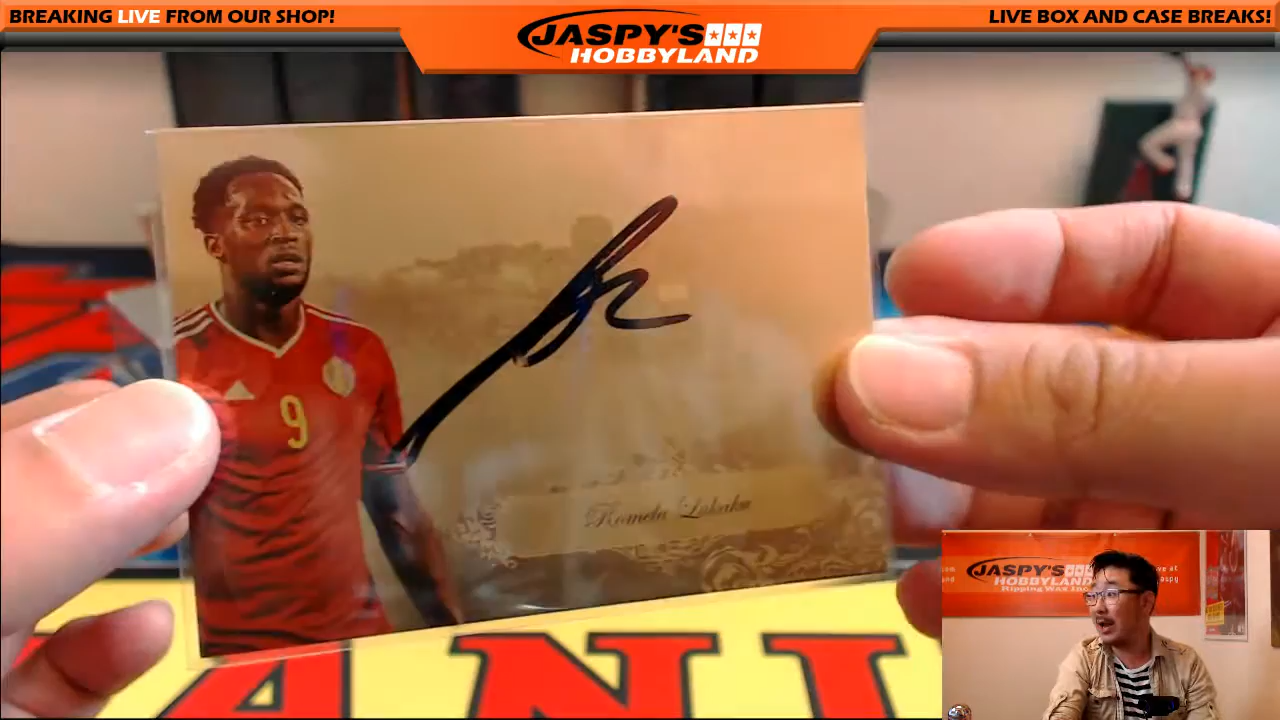 BREAKING LIVE FROM OUR SHOP!
JASPY'S
HOBBYLAND
LIVE BOX AND CASE BREAKS!
9
Romelu Lukaku
ANINI
JASPY'S
HOBBYLAND
Ripping Wax